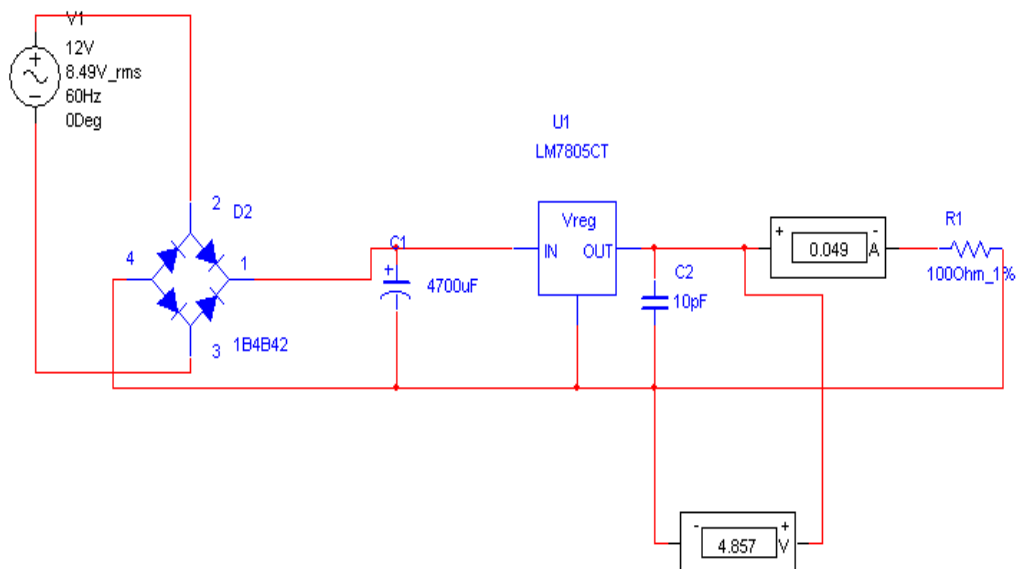 V1
12V
8.49V_rms
60Hz
0Deg
U1
LM7805CT
2 D2
4
1
3 1B4B42
C1
4700uF
Vreg
IN OUT
C2
10pF
+ -
0.049 A
R1
100Ohm_1%
- +
4.857 V